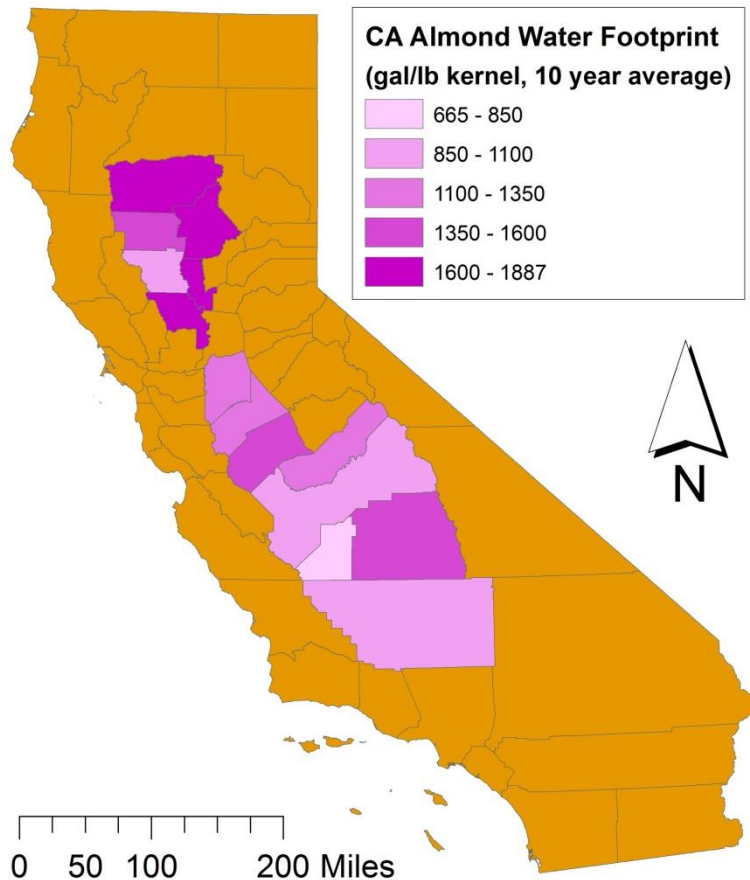 CA Almond Water Footprint
(gal/lb kernel, 10 year average)
665 - 850
850 - 1100
1100 - 1350
1350 - 1600
1600 - 1887
N
0 50 100 200 Miles